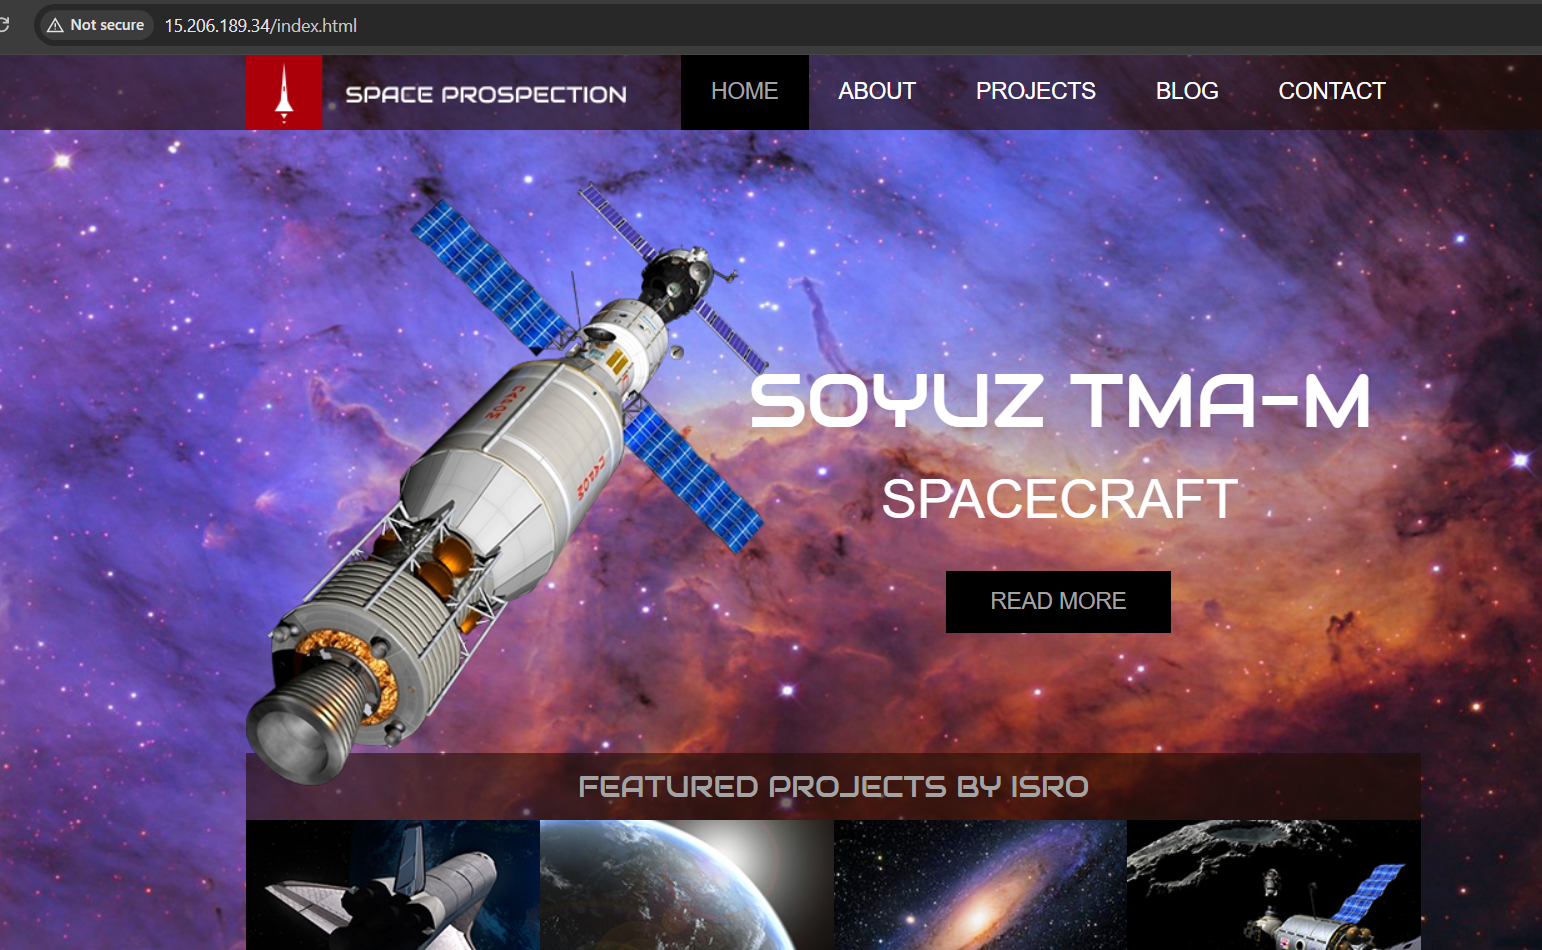 Not secure 15.206.189.34/index.html
SPACE PROSPECTION HOME ABOUT PROJECTS BLOG CONTACT
SOYUZ TMA-M
SPACECRAFT
READ MORE
FEATURED PROJECTS BY ISRO